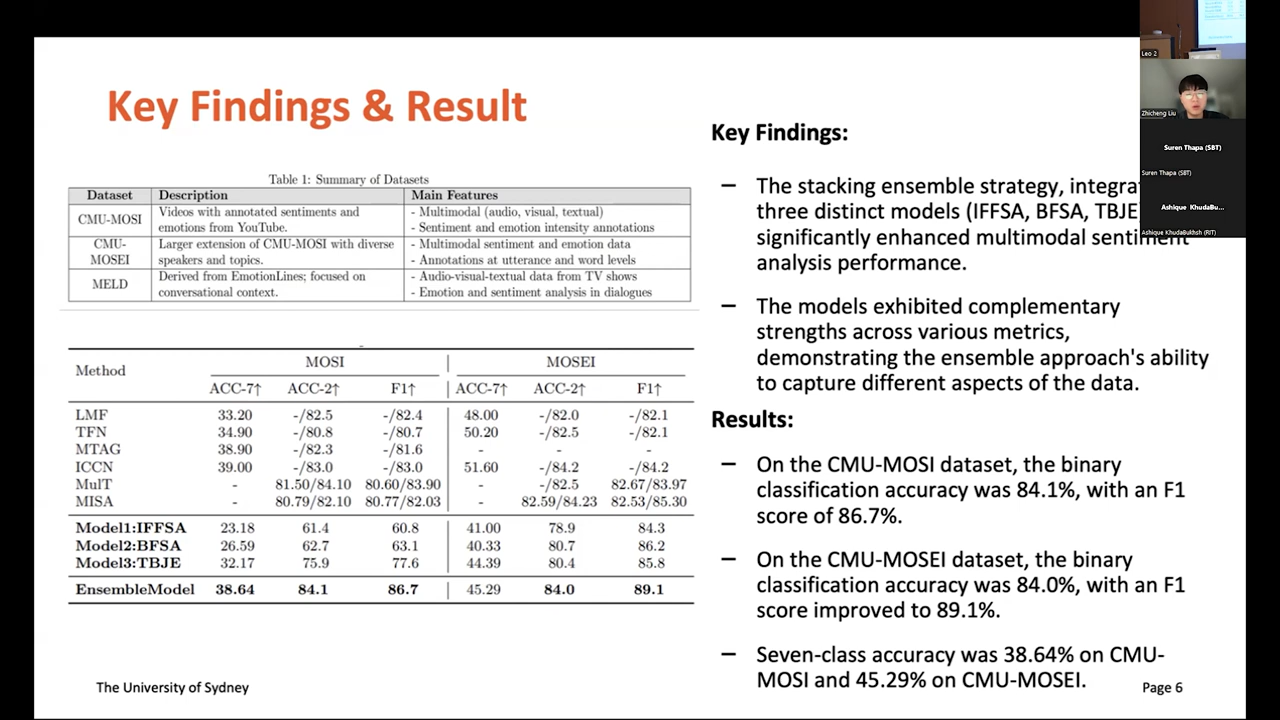 Key Findings & Result
Table 1: Summary of Datasets
Dataset Description Main Features
CMU-MOSI Videos with annotated sentiments and emotions from YouTube. - Multimodal (audio, visual, textual) - Sentiment and emotion intensity annotations
CMU-MOSEI Larger extension of CMU-MOSI with diverse speakers and topics. - Multimodal sentiment and emotion data - Annotations at utterance and word levels
MELD Derived from EmotionLines; focused on conversational context. - Audio-visual-textual data from TV shows - Emotion and sentiment analysis in dialogues
Method MOSI MOSEI
ACC-7↑ ACC-2↑ F1↑ ACC-7↑ ACC-2↑ F1↑
LMF 33.20 -/82.5 -/82.4 48.00 -/82.0 -/82.1
TFN 34.90 -/80.8 -/80.7 50.20 -/82.5 -/82.1
MTAG 38.90 -/82.3 -/81.6 - - -
ICCN 39.00 -/83.0 -/83.0 51.60 -/84.2 -/84.2
MulT - 81.50/84.10 80.60/83.90 - -/82.5 82.67/83.97
MISA - 80.79/82.10 80.77/82.03 - 82.59/84.23 82.53/85.30
Model1:IFFSA 23.18 61.4 60.8 41.00 78.9 84.3
Model2:BFSA 26.59 62.7 63.1 40.33 80.7 86.2
Model3:TBJE 32.17 75.9 77.6 44.39 80.4 85.8
EnsembleModel 38.64 84.1 86.7 45.29 84.0 89.1
Key Findings:
– The stacking ensemble strategy, integra
three distinct models (IFFSA, BFSA, TBJE
significantly enhanced multimodal sentiment
analysis performance.
– The models exhibited complementary
strengths across various metrics,
demonstrating the ensemble approach's ability
to capture different aspects of the data.
Results:
– On the CMU-MOSI dataset, the binary
classification accuracy was 84.1%, with an F1
score of 86.7%.
– On the CMU-MOSEI dataset, the binary
classification accuracy was 84.0%, with an F1
score improved to 89.1%.
– Seven-class accuracy was 38.64% on CMU-
MOSI and 45.29% on CMU-MOSEI.
The University of Sydney
Page 6
Leo 2
Zhicheng Liu
Suren Thapa (SBT)
Suren Thapa (SBT)
Ashique KhudaBu...
Ashique KhudaBukhsh (RIT)